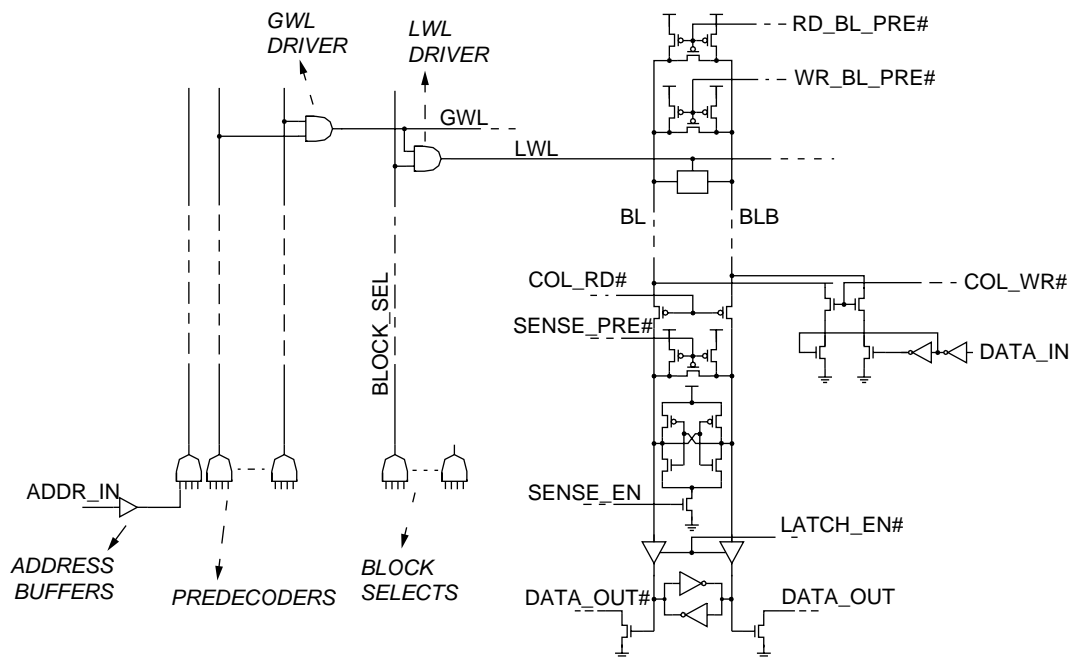 GWL
DRIVER
LWL
DRIVER
RD_BL_PRE#
WR_BL_PRE#
GWL
LWL
BL
BLB
BLOCK_SEL
COL_RD#
COL_WR#
SENSE_PRE#
DATA_IN
ADDR_IN
SENSE_EN
LATCH_EN#
ADDRESS
BUFFERS
PREDECODERS
BLOCK
SELECTS
DATA_OUT#
DATA_OUT